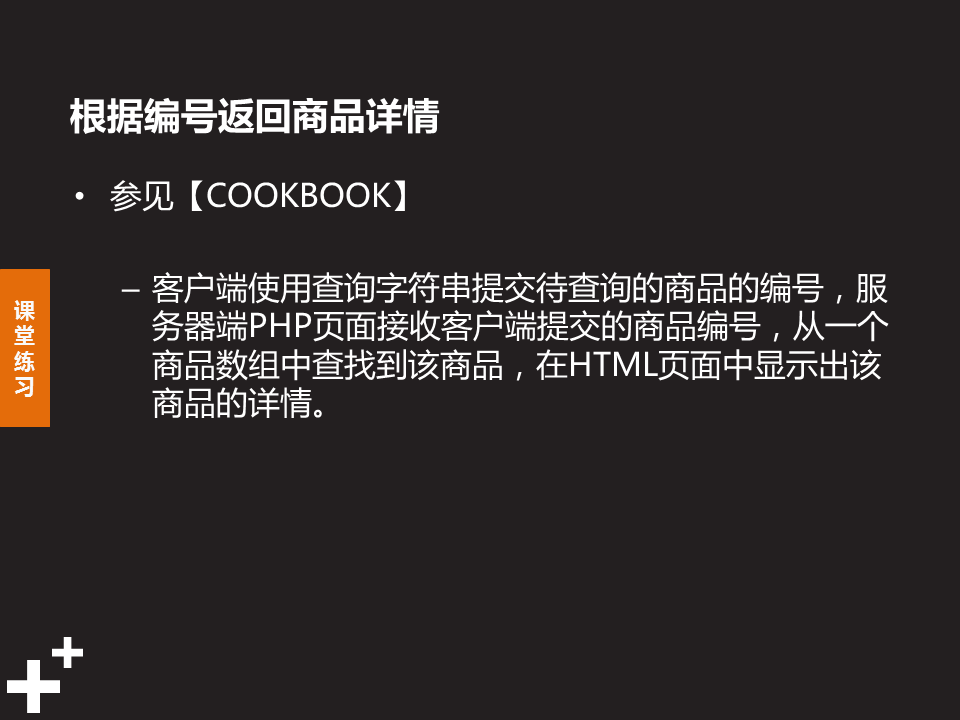 根据编号返回商品详情
• 参见【COOKBOOK】
– 客户端使用查询字符串提交待查询的商品的编号，服
务器端PHP页面接收客户端提交的商品编号，从一个
商品数组中查找到该商品，在HTML页面中显示出该
商品的详情。
课
堂
练
习